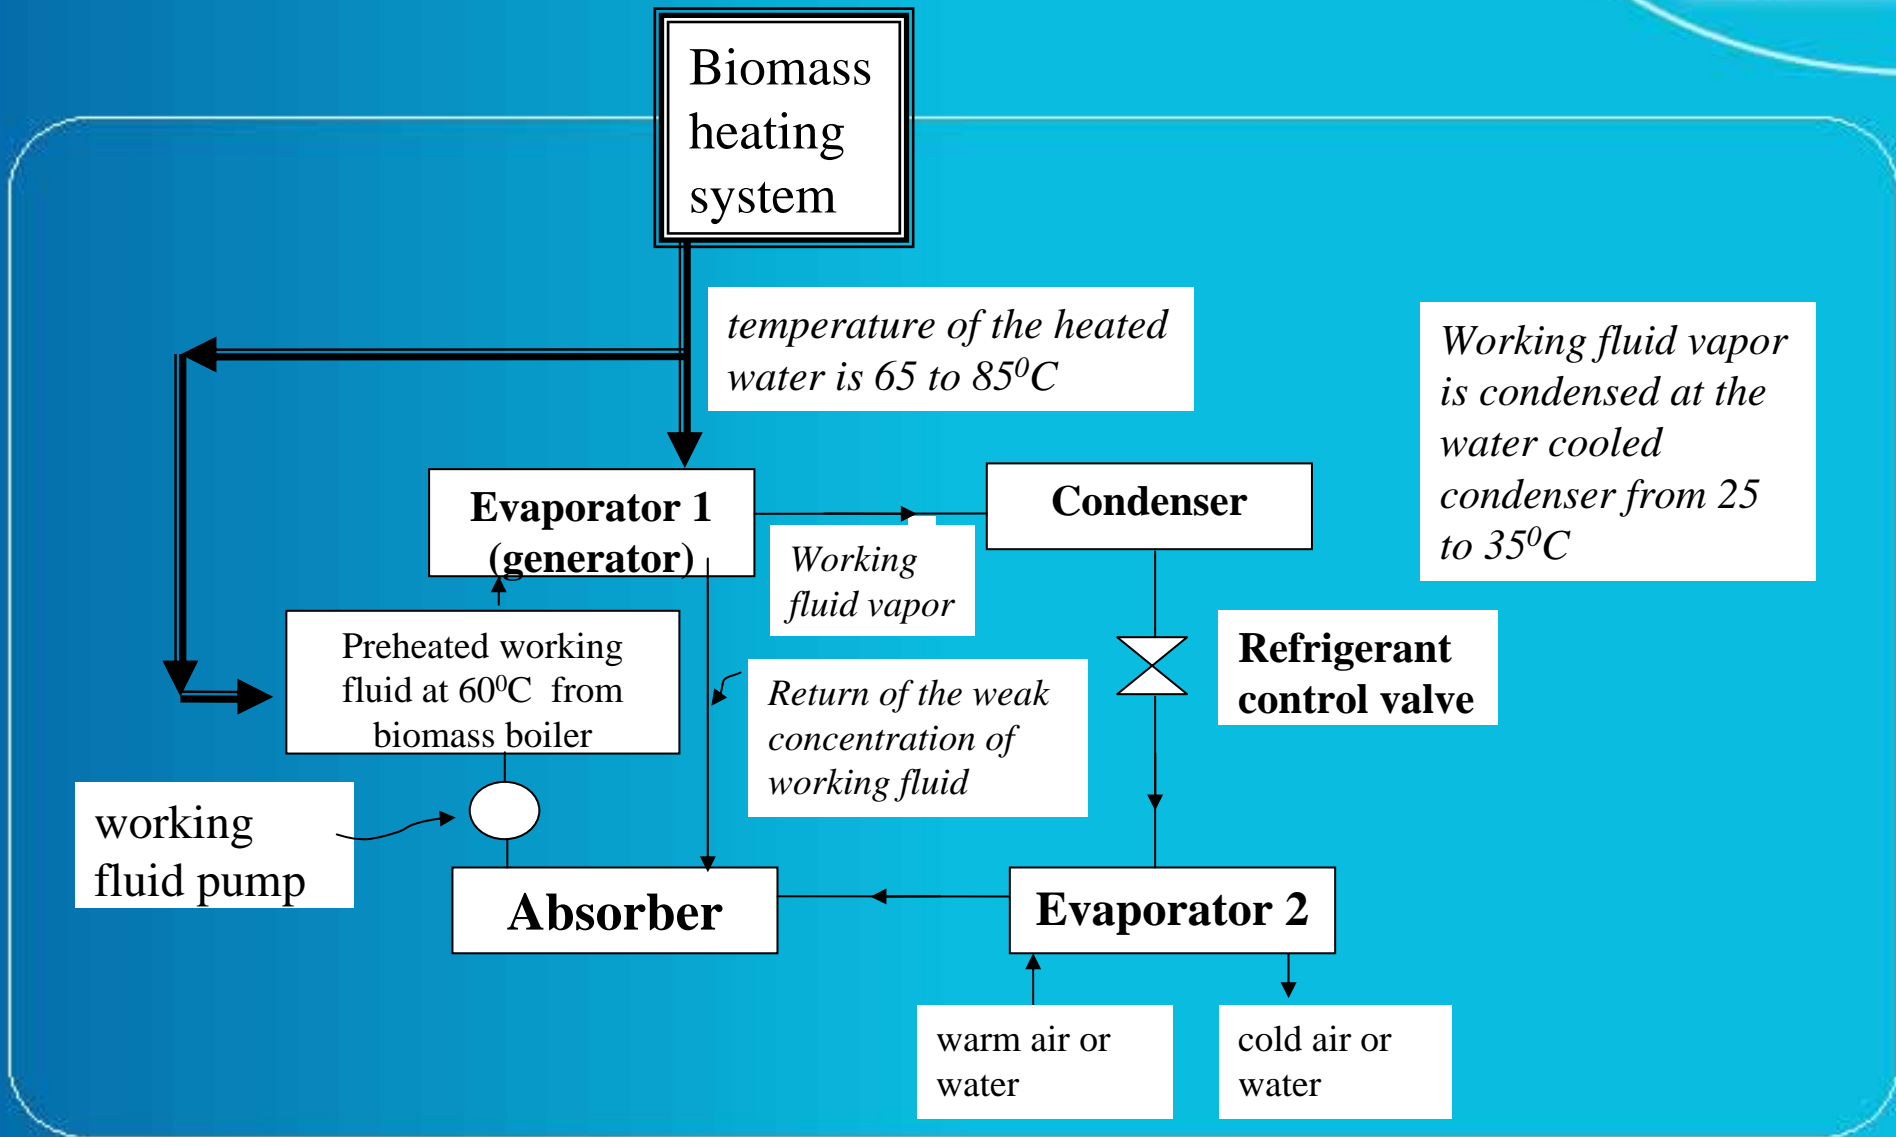 Biomass
heating
system
temperature of the heated
water is 65 to 85⁰C
Working fluid vapor
is condensed at the
water cooled
condenser from 25
to 35⁰C
Evaporator 1
(generator)
Condenser
Working
fluid vapor
Preheated working
fluid at 60⁰C from
biomass boiler
Refrigerant
control valve
Return of the weak
concentration of
working fluid
working
fluid pump
Absorber
Evaporator 2
warm air or
water
cold air or
water